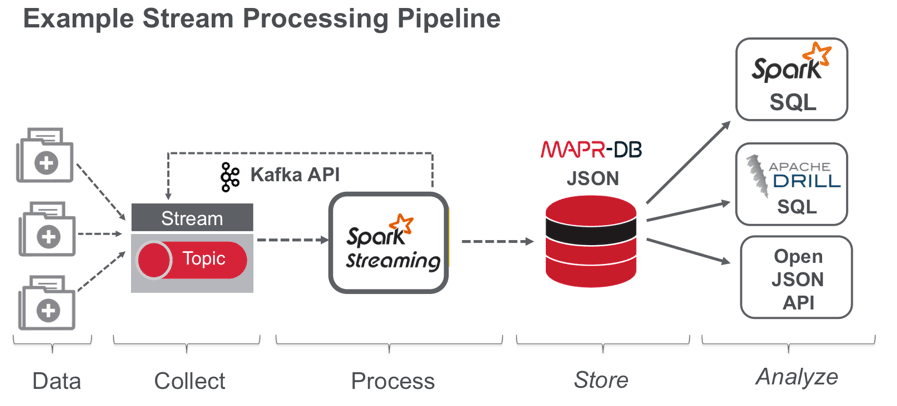 Example Stream Processing Pipeline
Spark
SQL
MAPR-DB
JSON
Kafka API
APACHE
DRILL
SQL
Stream
Topic
Spark
Streaming
Open
JSON
API
Data
Collect
Process
Store
Analyze